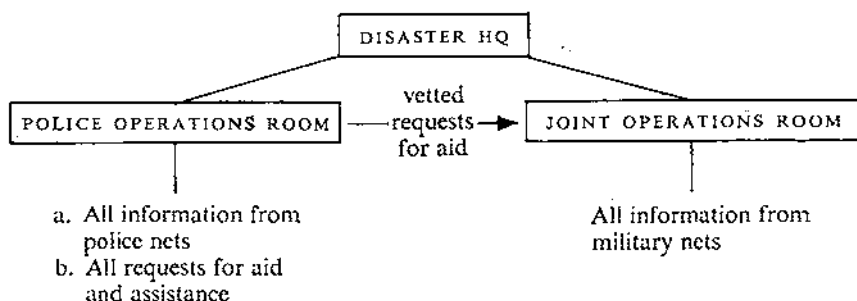 DISASTER HQ
POLICE OPERATIONS ROOM
vetted
requests
for aid
JOINT OPERATIONS ROOM
a. All information from
police nets
b. All requests for aid
and assistance
All information from
military nets